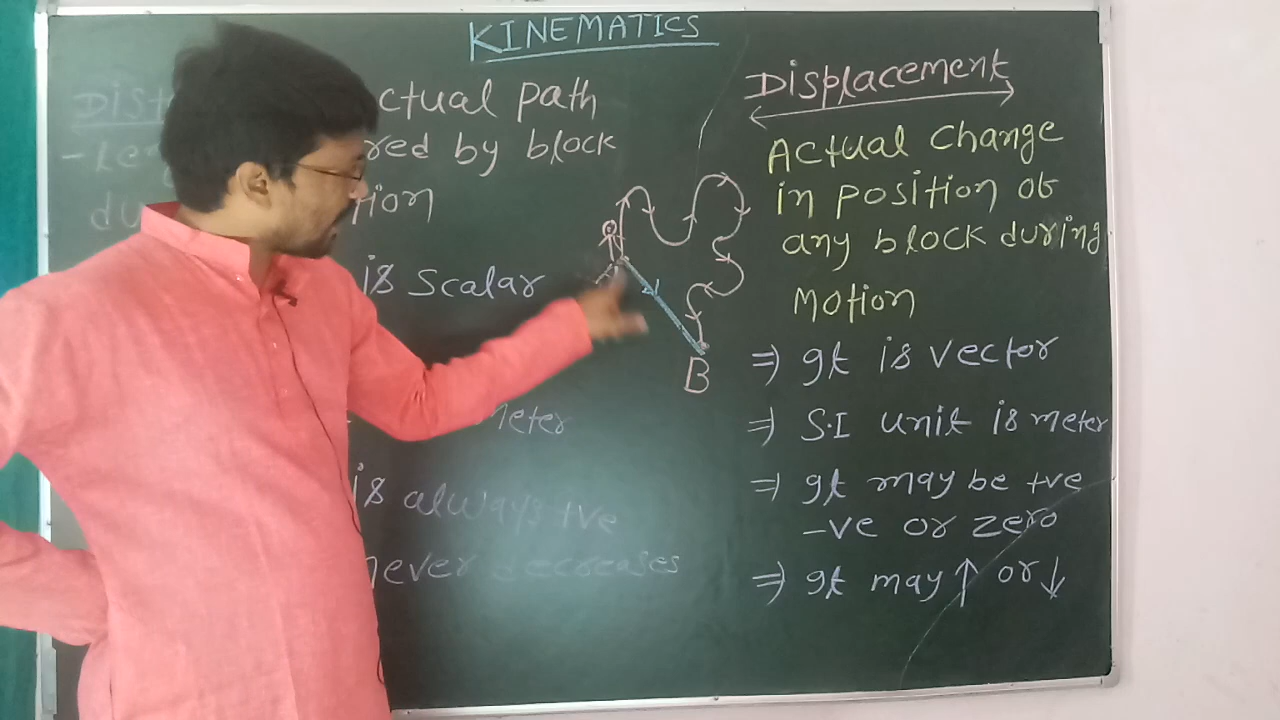 KINEMATICS
Dist ctual path
- Leng red by block
du tion
is scalar
meter
is always +ve
never decreases
A
B
Displacement
Actual change
in position of
any block during
Motion
⇒ It is vector
⇒ S.I unit is meter
⇒ It may be +ve
-ve or zero
⇒ It may ↑ or ↓